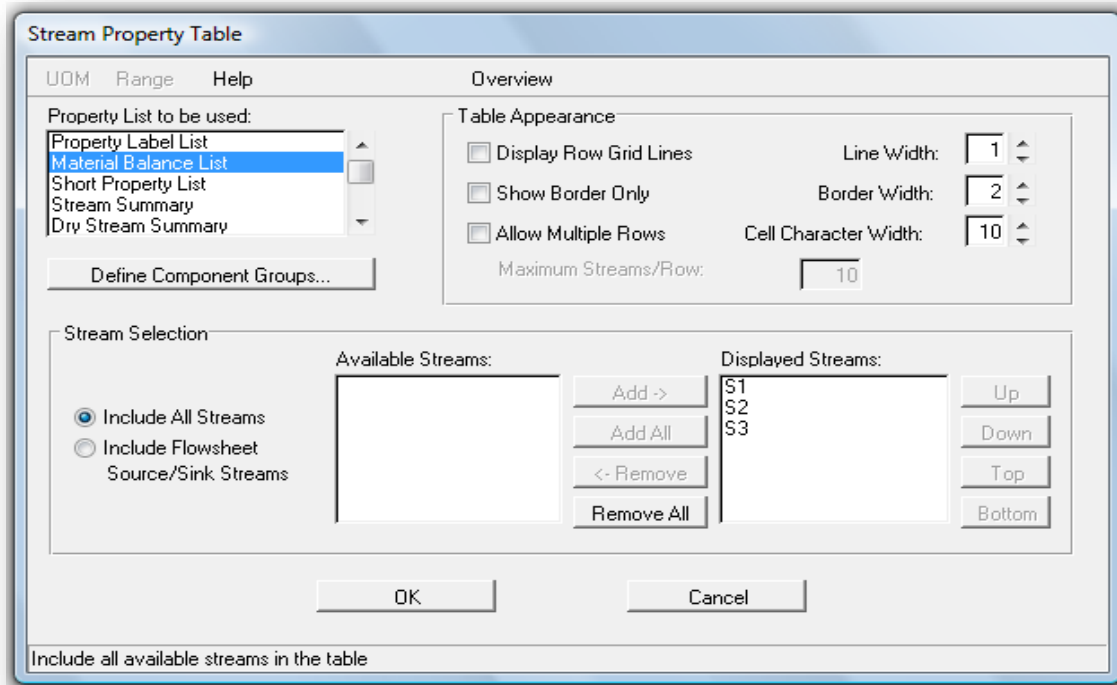 Stream Property Table
UOM Range Help Overview
Property List to be used:
Property Label List
Material Balance List
Short Property List
Stream Summary
Dry Stream Summary
Define Component Groups...
Table Appearance
Display Row Grid Lines Line Width: 1
Show Border Only Border Width: 2
Allow Multiple Rows Cell Character Width: 10
Maximum Streams/Row: 10
Stream Selection
Include All Streams
Include Flowsheet
Source/Sink Streams
Available Streams:
Add ->
Add All
<- Remove
Remove All
Displayed Streams:
S1
S2
S3
Up
Down
Top
Bottom
OK Cancel
Include all available streams in the table